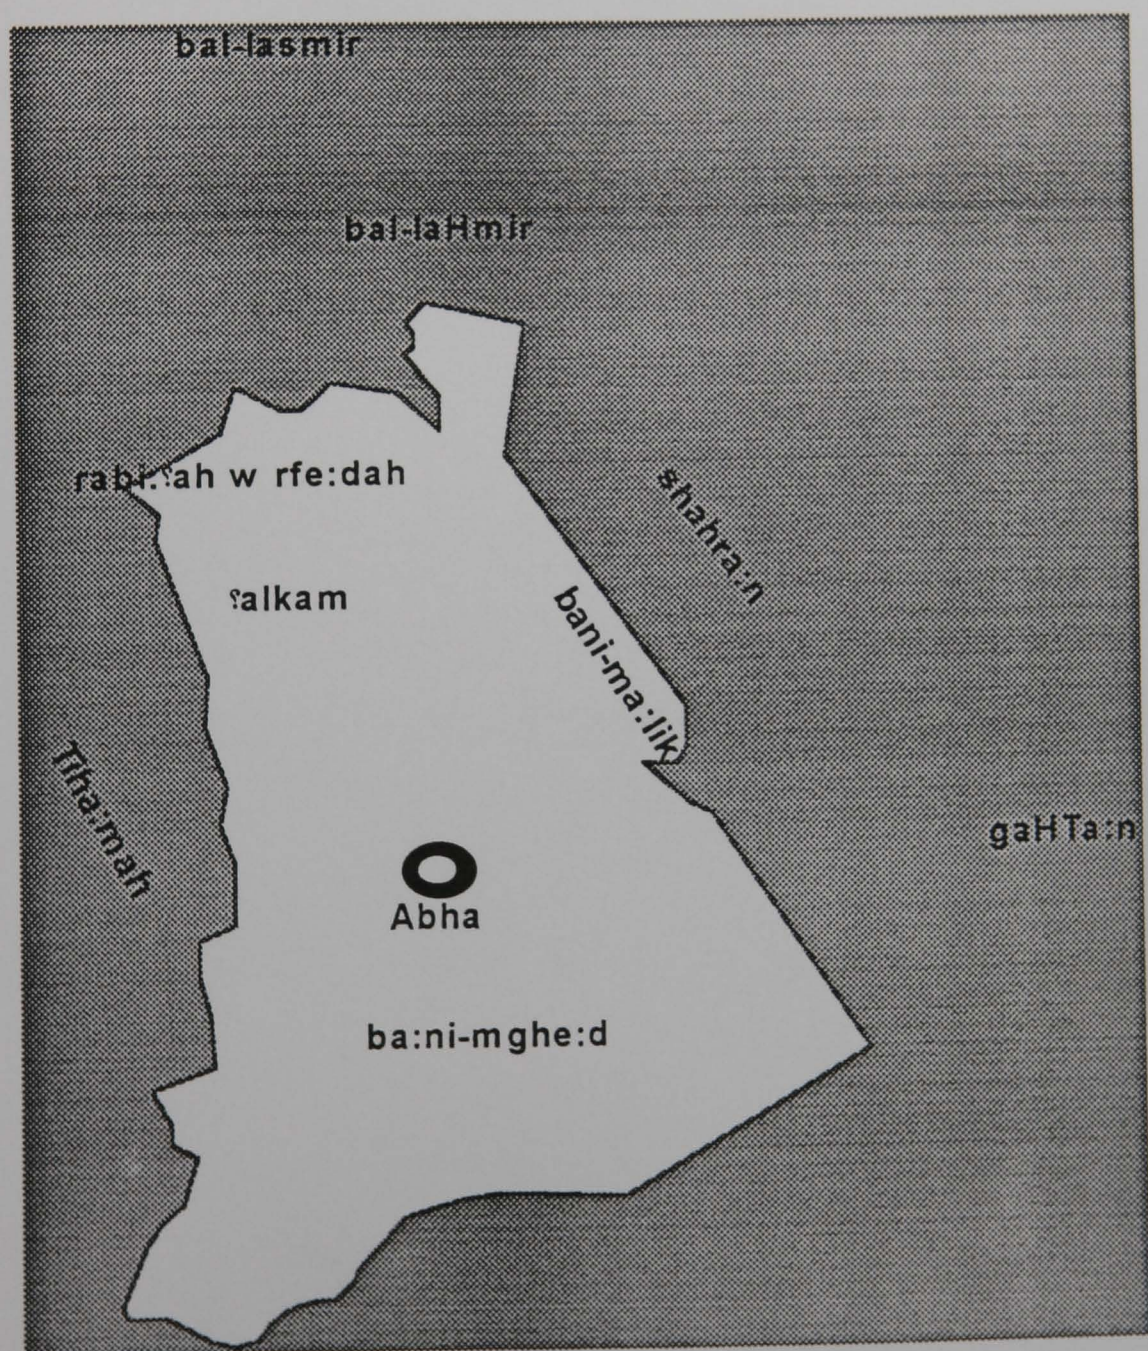 bal-lasmir
bal-laHmir
rabi:ʕah w rfe:dah
shahra:n
ʕalkam
bani-ma:lik
Tiha:mah
gaHTa:n
Abha
ba:ni-mghe:d